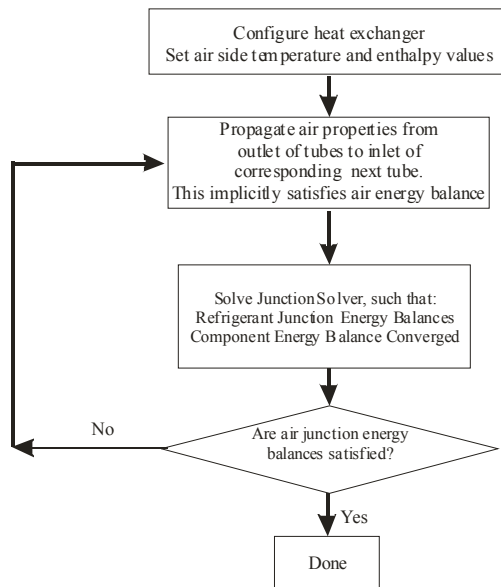 Configure heat exchanger
Set air side temperature and enthalpy values
Propagate air properties from
outlet of tubes to inlet of
corresponding next tube.
This implicitly satisfies air energy balance
Solve Junction Solver, such that:
Refrigerant Junction Energy Balances
Component Energy Balance Converged
Are air junction energy
balances satisfied?
No
Yes
Done